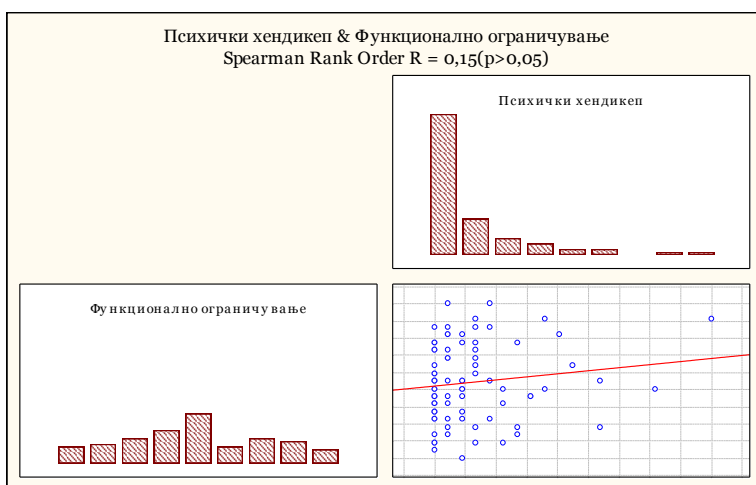 Психички хендикеп & Функционално ограничување
Spearman Rank Order R = 0,15(p>0,05)
Психички хендикеп
Функционално ограничување